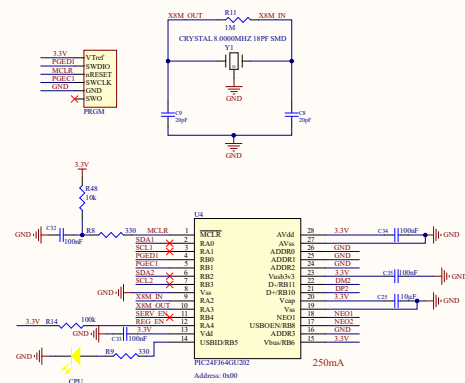 X8M_OUT R11 X8M_IN
1M
CRYSTAL 8.0000MHZ 18PF SMD
Y1
GND
C9
20pF
C8
20pF
GND
3.3V VTref
PGED1 SWDIO
MCLR nRESET
PGEC1 SWCLK
GND GND
SWO
PRGM
3.3V
R48
10k
C32
GND 100nF
R8 330 MCLR
U4
1 MCLR AVdd 28 3.3V C34 100nF GND
SDA1 2 RA0 AVss 27
SCL1 3 RA1 ADDR0 26 GND
PGED1 4 RB0 ADDR1 25 GND
PGEC1 5 RB1 ADDR2 24 GND
SDA2 6 RB2 Vusb3v3 23 3.3V C35 100nF GND
SCL2 7 RB3 D-/RB11 22 DM2
GND 8 Vss D+/RB10 21 DP2
X8M_IN 9 RA2 Vcap 20 3.3V C25 10uF GND
X8M_OUT 10 RA3 Vss 19
SERV_EN 11 RB4 NEO1 18 NEO1
REG_EN 12 RA4 USBOEN/RB8 17 NEO2
3.3V 13 Vdd ADDR3 16 GND
14 USBID/RB5 Vbus/RB6 15 3.3V
3.3V R14 100k
GND C33 100nF
R9 330
GND
CPU
PIC24FJ64GU202
250mA
Address: 0x00